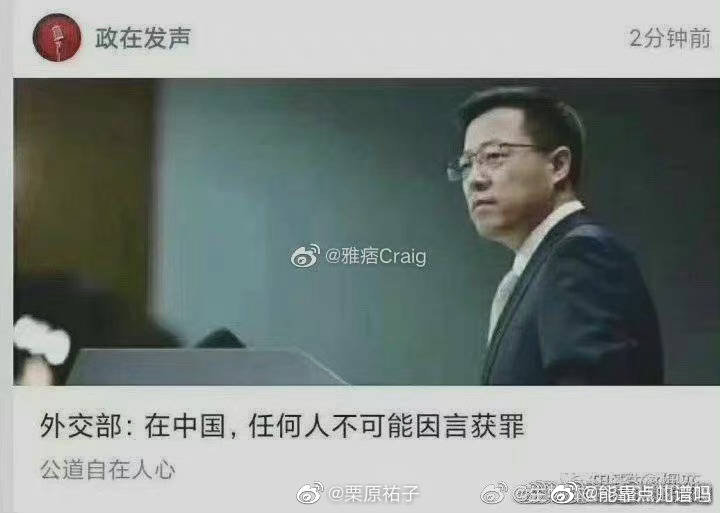 政在发声
2分钟前
@雅痞Craig
外交部：在中国，任何人不可能因言获罪
公道自在人心
@栗原祐子
@能靠点儿谱吗